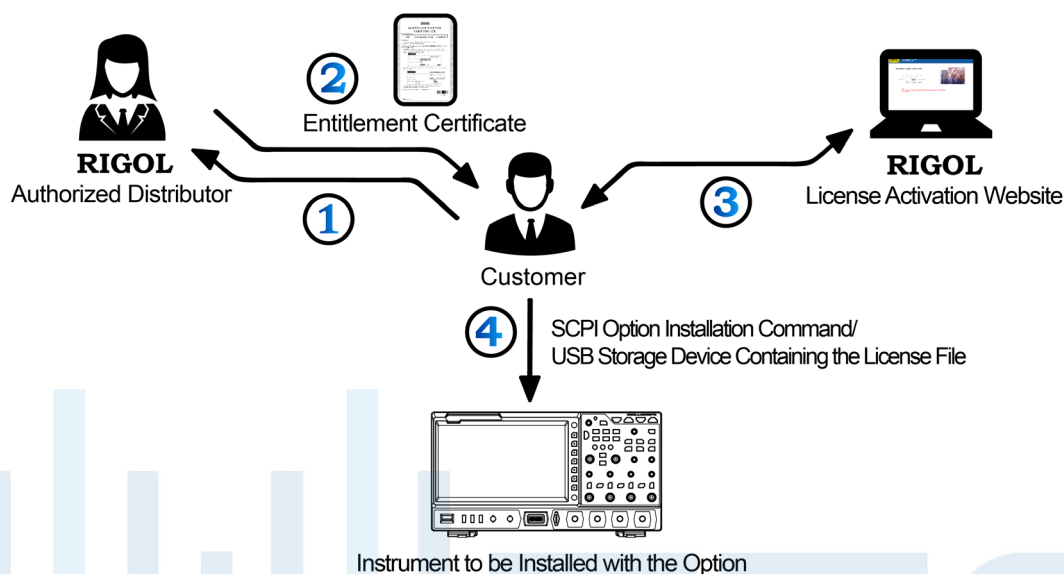 2
Entitlement Certificate
RIGOL
Authorized Distributor
1
RIGOL
License Activation Website
3
Customer
4
SCPI Option Installation Command/
USB Storage Device Containing the License File
Instrument to be Installed with the Option